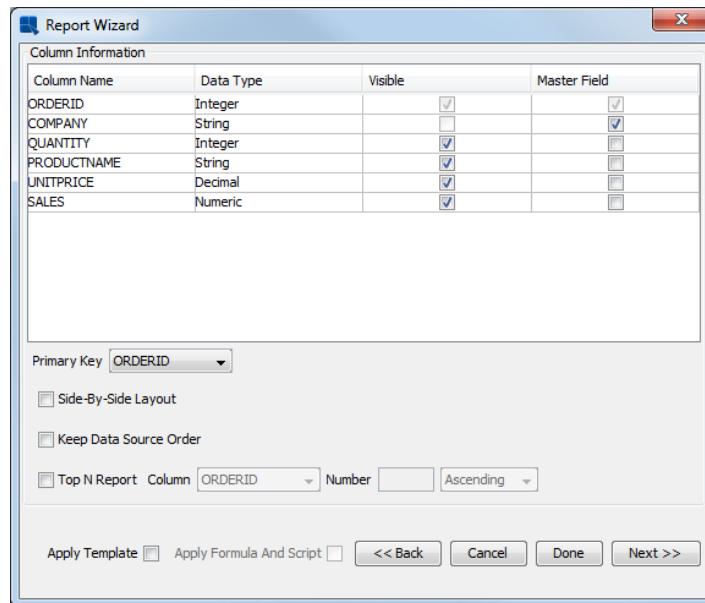 Report Wizard
Column Information
Column Name Data Type Visible Master Field
ORDERID Integer
COMPANY String
QUANTITY Integer
PRODUCTNAME String
UNITPRICE Decimal
SALES Numeric
Primary Key ORDERID
Side-By-Side Layout
Keep Data Source Order
Top N Report Column ORDERID Number Ascending
Apply Template Apply Formula And Script << Back Cancel Done Next >>